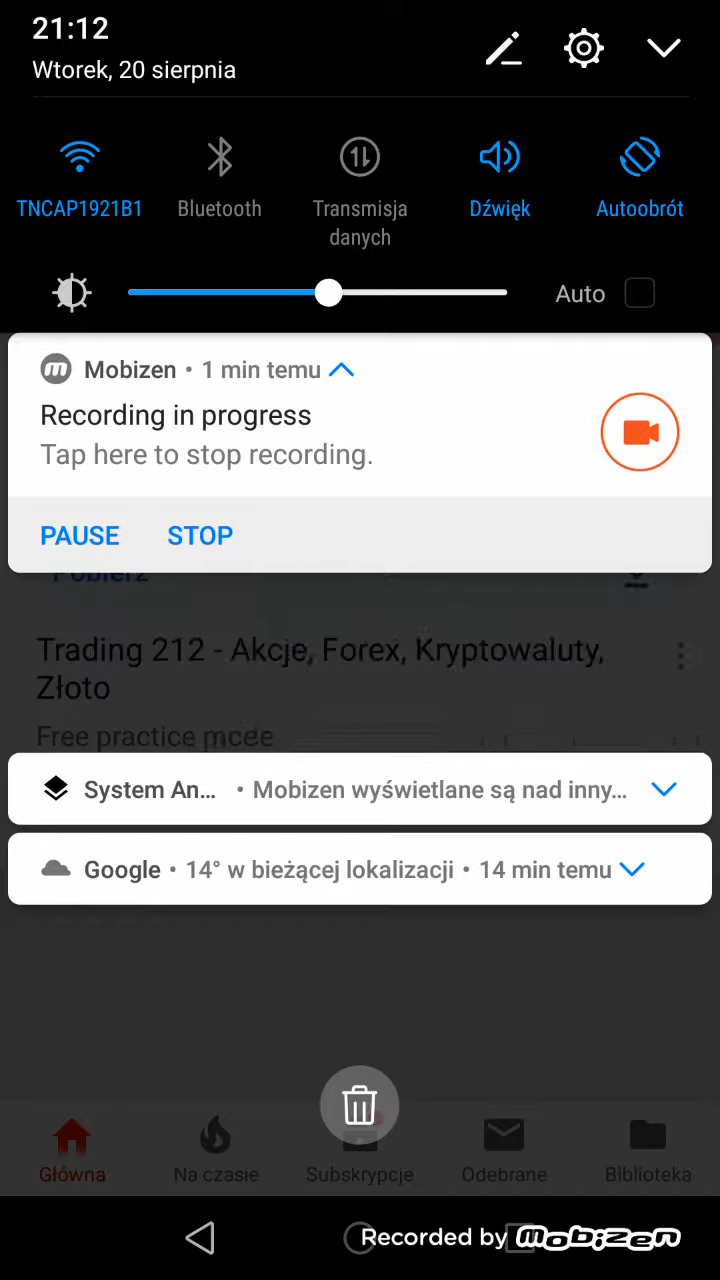 21:12
Wtorek, 20 sierpnia
TNCAP1921B1
Bluetooth
Transmisja
danych
Dźwięk
Autoobrót
Auto
Mobizen • 1 min temu
Recording in progress
Tap here to stop recording.
PAUSE STOP
Pobierz
Trading 212 - Akcje, Forex, Kryptowaluty,
Złoto
Free practice mode
System An... • Mobizen wyświetlane są nad inny...
Google • 14° w bieżącej lokalizacji • 14 min temu
Główna
Na czasie
Subskrypcje
Odebrane
Biblioteka
Recorded by mobizen